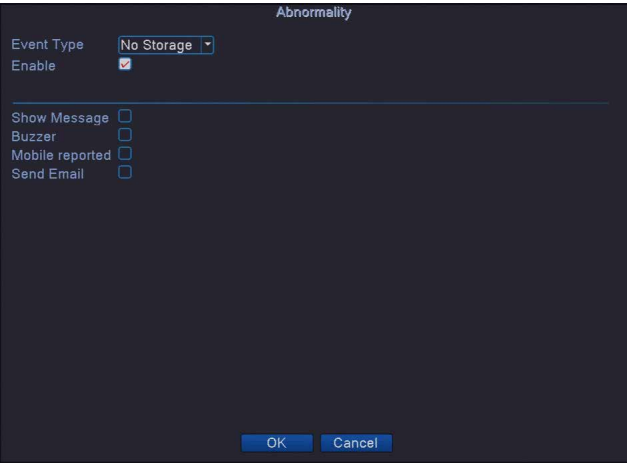 Abnormality
Event Type No Storage
Enable
Show Message
Buzzer
Mobile reported
Send Email
OK Cancel